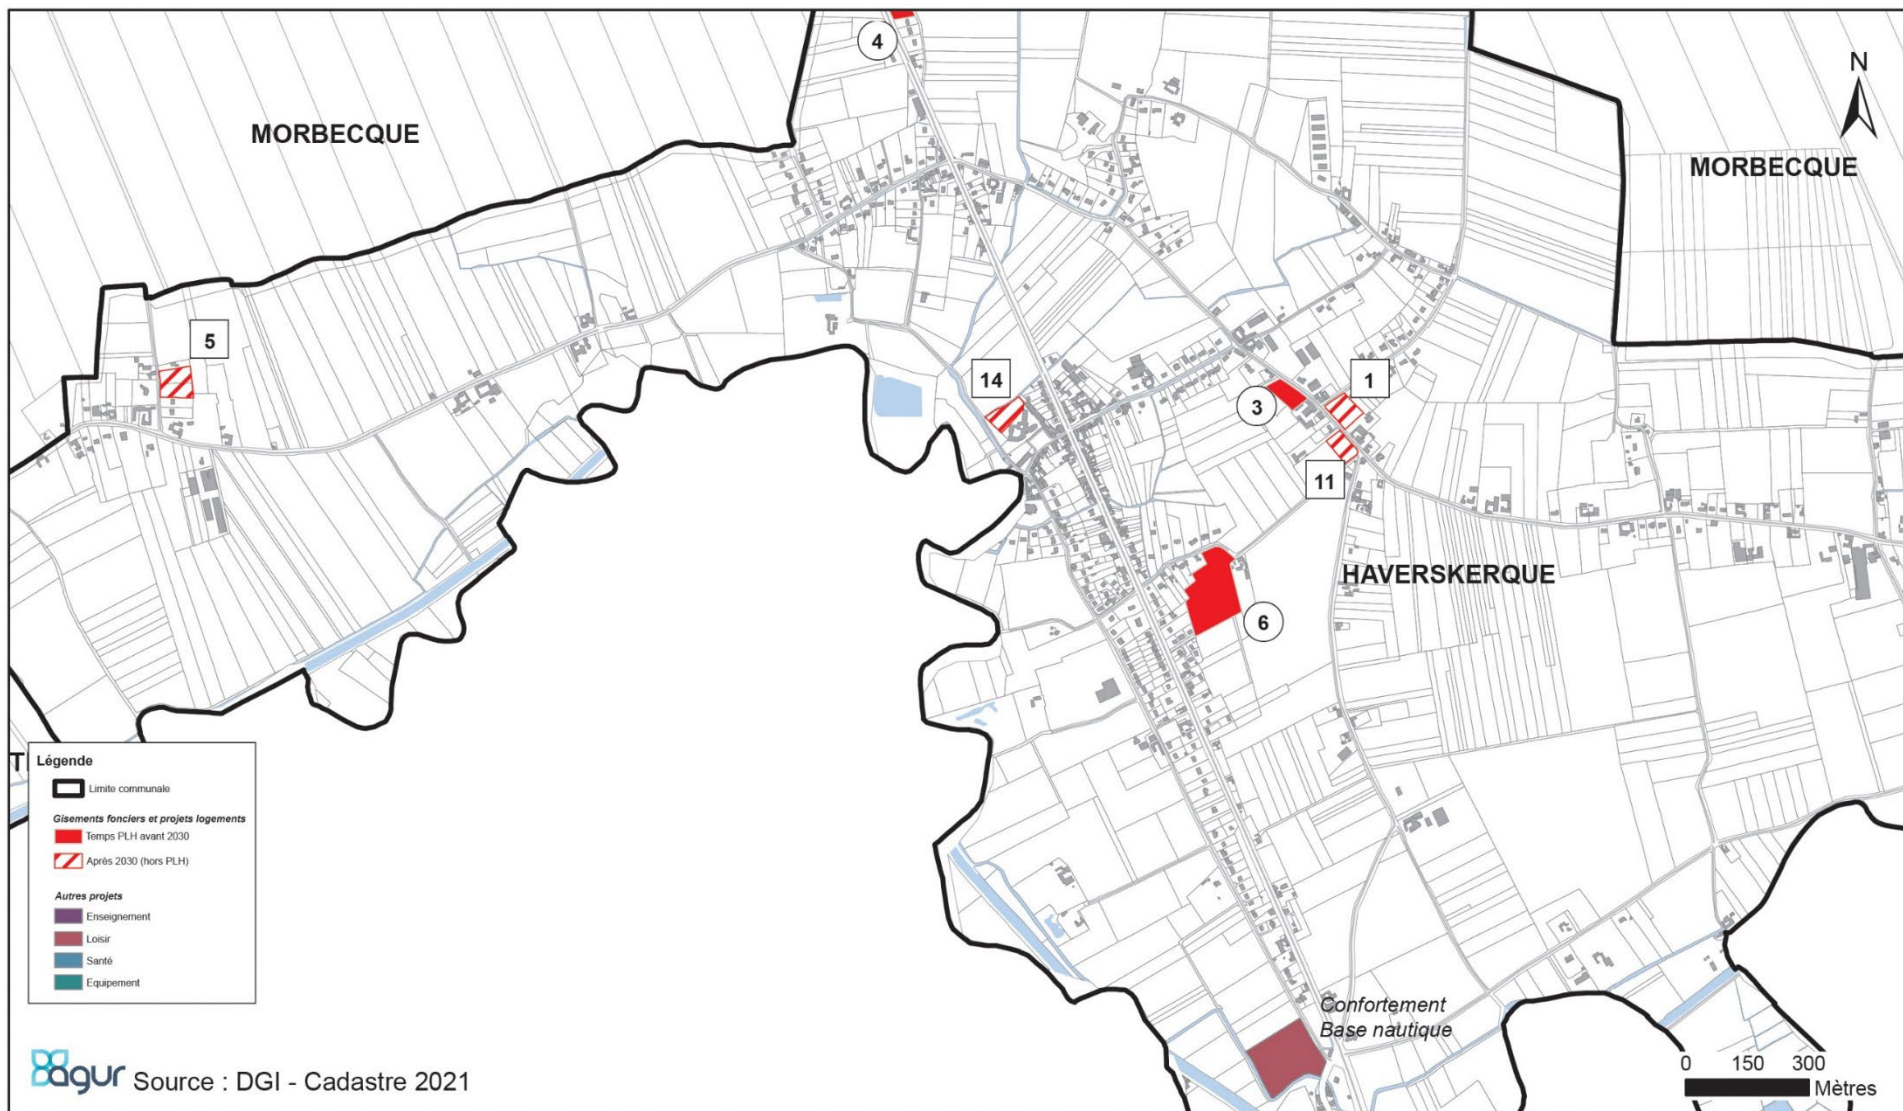 4
N
MORBECQUE
MORBECQUE
5
14
1
3
11
HAVERSKERQUE
6
Légende
Limite communale
Gisements fonciers et projets logements
Temps PLH avant 2030
Après 2030 (hors PLH)
Autres projets
Enseignement
Loisir
Santé
Equipement
Confortement
Base nautique
agur Source : DGI - Cadastre 2021
0 150 300
Mètres